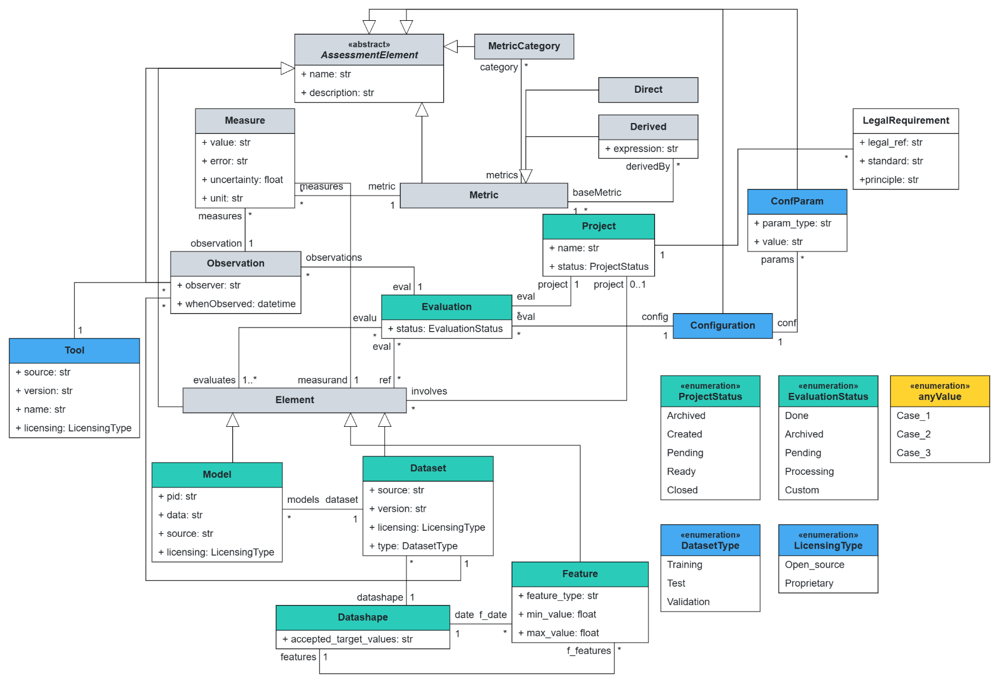 «abstract»
AssessmentElement
+ name: str
+ description: str
MetricCategory
category
*
Direct
Derived
+ expression: str
derivedBy
*
LegalRequirement
+ legal_ref: str
+ standard: str
+principle: str
*
Measure
+ value: str
+ error: str
+ uncertainty: float
+ unit: str
measures
*
measures
*
*
metric
1
metrics
Metric
baseMetric
1..*
ConfParam
+ param_type: str
+ value: str
params
*
Project
+ name: str
+ status: ProjectStatus
1
project
1
project
0..1
observation
1
Observation
+ observer: str
+ whenObserved: datetime
observations
*
*
*
eval
1
Evaluation
+ status: EvaluationStatus
eval
*
eval
*
evalu
*
eval
*
config
1
Configuration
conf
1
1
Tool
+ source: str
+ version: str
+ name: str
+ licensing: LicensingType
evaluates
1..*
measurand
1
ref
*
Element
involves
*
«enumeration»
ProjectStatus
Archived
Created
Pending
Ready
Closed
«enumeration»
EvaluationStatus
Done
Archived
Pending
Processing
Custom
«enumeration»
anyValue
Case_1
Case_2
Case_3
Model
+ pid: str
+ data: str
+ source: str
+ licensing: LicensingType
models
*
dataset
1
Dataset
+ source: str
+ version: str
+ licensing: LicensingType
+ type: DatasetType
*
1
«enumeration»
DatasetType
Training
Test
Validation
«enumeration»
LicensingType
Open_source
Proprietary
datashape
1
Datashape
+ accepted_target_values: str
date
1
f_date
*
Feature
+ feature_type: str
+ min_value: float
+ max_value: float
features
1
f_features
*